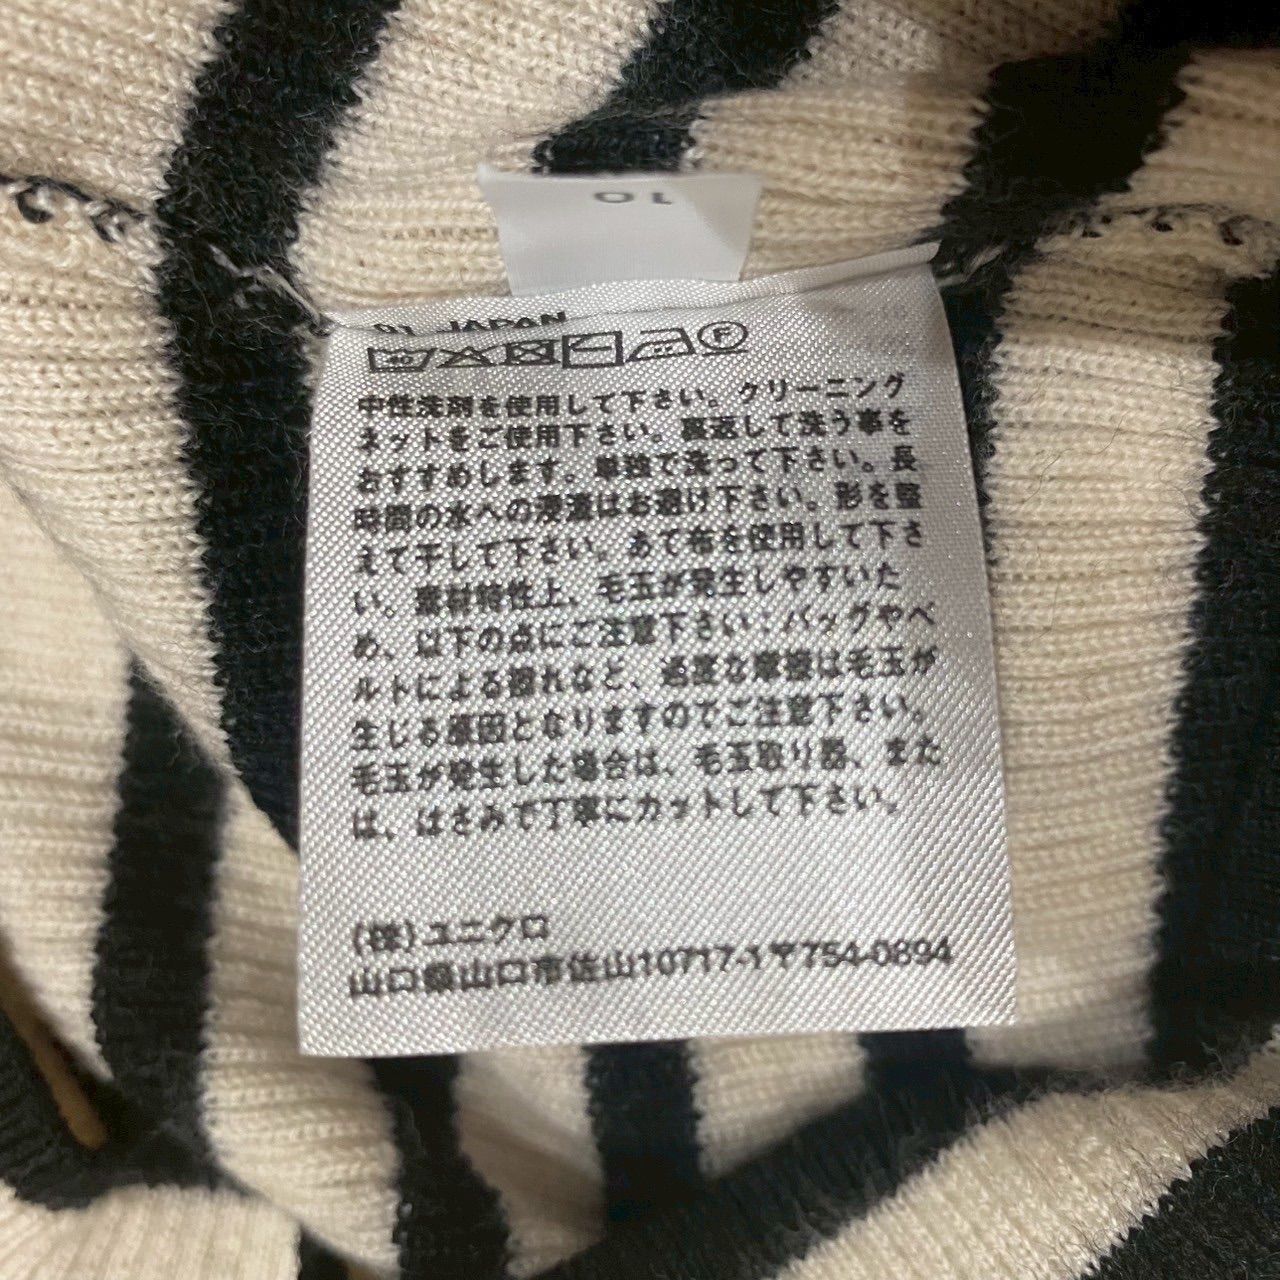 10
01 JAPAN
40
F
中性洗剤を使用して下さい。クリーニング
ネットをご使用下さい。裏返して洗う事を
おすすめします。単独で洗って下さい。長
時間の水への浸漬はお避け下さい。形を整
えて干して下さい。あて布を使用して下さ
い。素材特性上、毛玉が発生しやすいた
め、以下の点にご注意下さい：バッグやベ
ルトによる擦れなど、過度な摩擦は毛玉が
生じる原因となりますのでご注意下さい。
毛玉が発生した場合は、毛玉取り器、また
は、はさみで丁寧にカットして下さい。
(株)ユニクロ
山口県山口市佐山10717-1〒754-0894